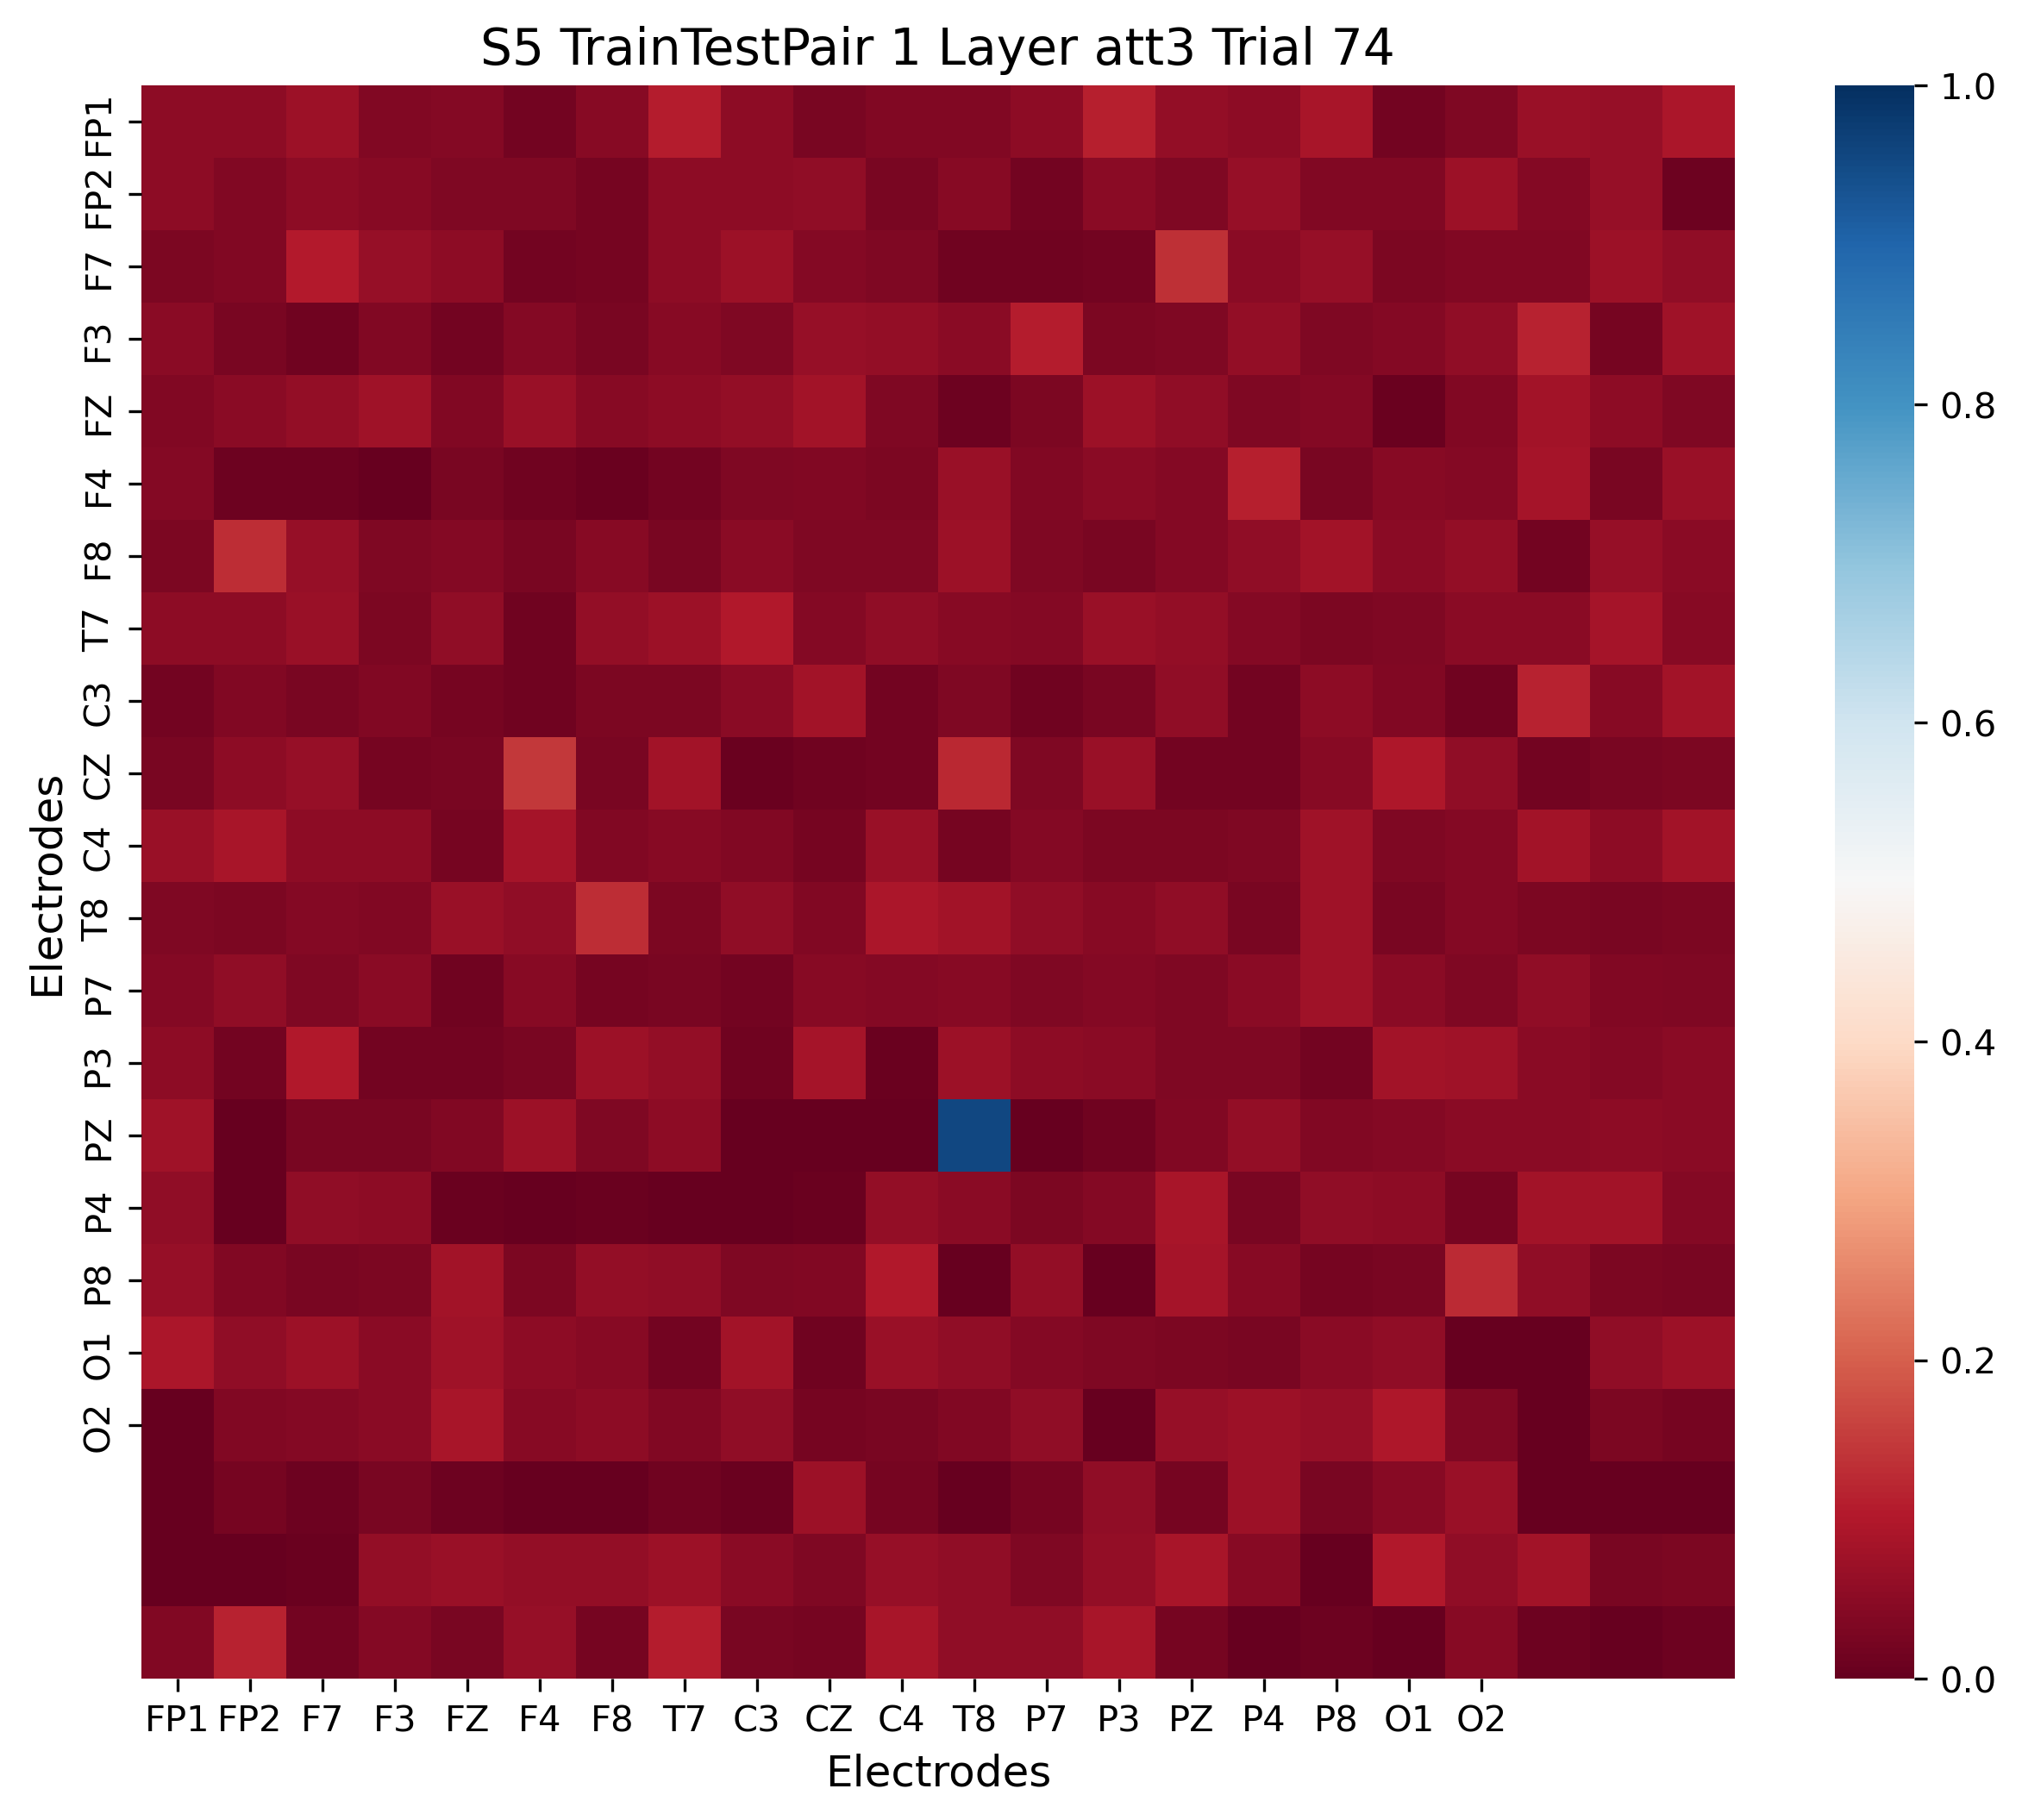 S5 TrainTestPair 1 Layer att3 Trial 74
Electrodes
FP1
FP2
F7
F3
FZ
F4
F8
T7
C3
CZ
C4
T8
P7
P3
PZ
P4
P8
O1
O2
1.0
0.8
0.6
0.4
0.2
0.0
FP1 FP2 F7 F3 FZ F4 F8 T7 C3 CZ C4 T8 P7 P3 PZ P4 P8 O1 O2
Electrodes